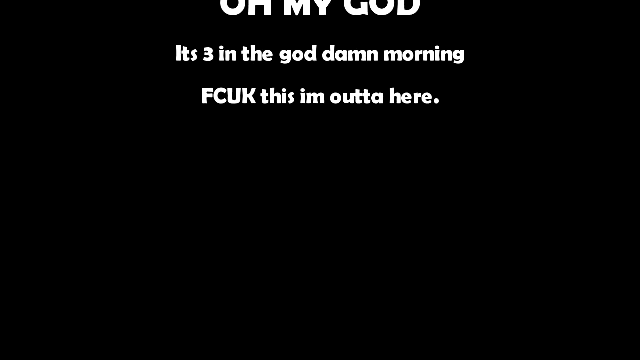 OH MY GOD
Its 3 in the god damn morning
FCUK this im outta here.